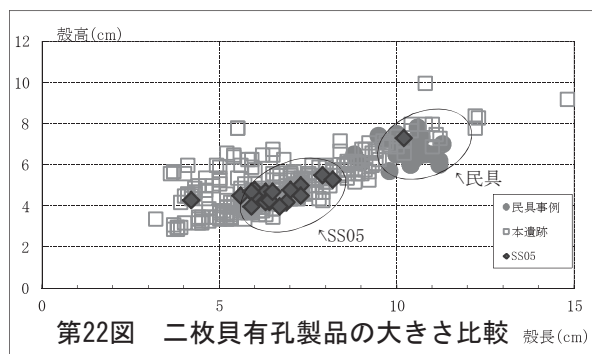 殻高(cm)
12
10
8
6
4
2
0
0 5 10 15
↖民具
↖SS05
民具事例
本遺跡
SS05
第22図 二枚貝有孔製品の大きさ比較 殻長(cm)